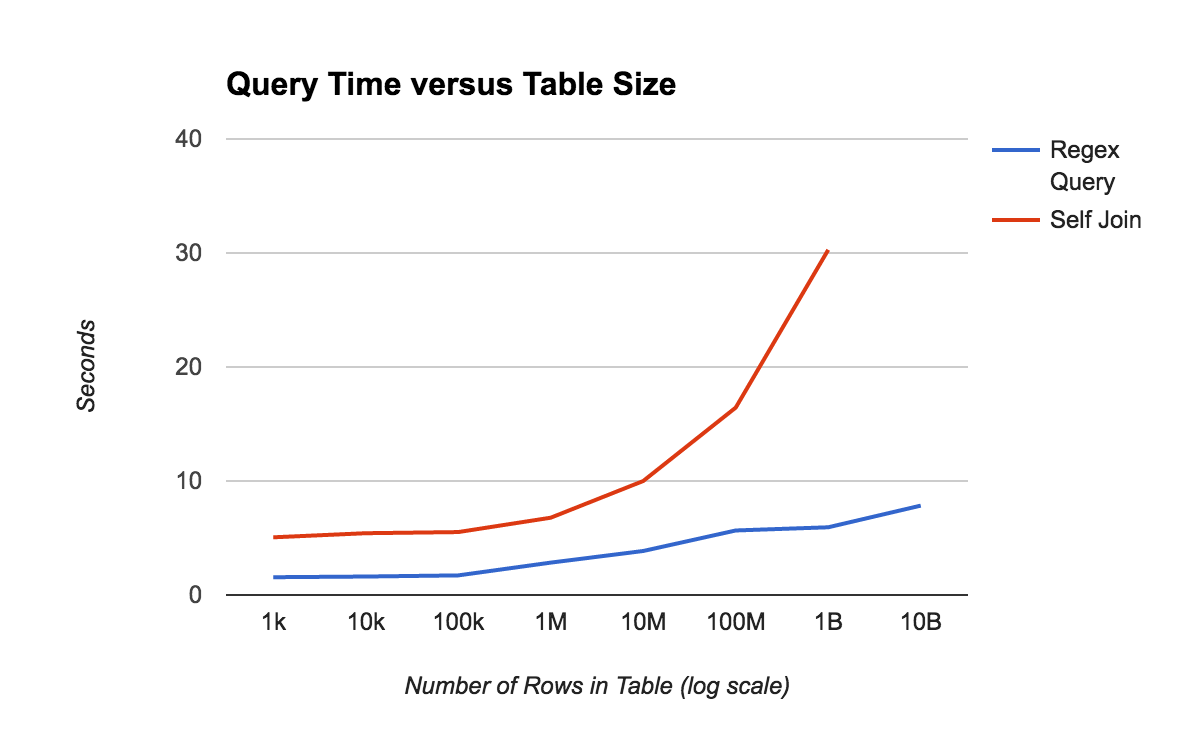 Query Time versus Table Size
40
30
20
10
0
Seconds
1k 10k 100k 1M 10M 100M 1B 10B
Number of Rows in Table (log scale)
Regex
Query
Self Join